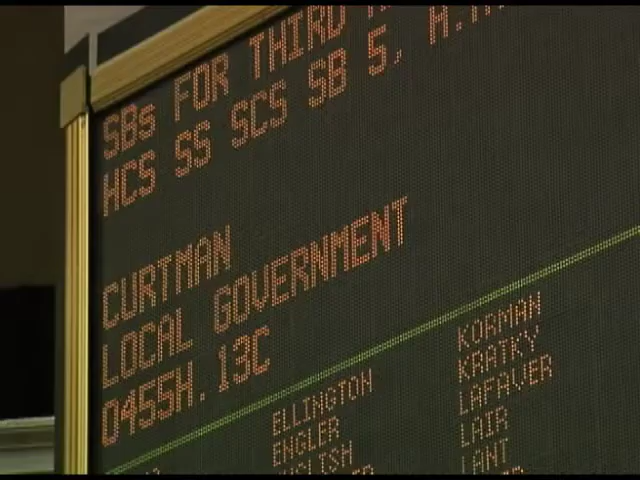 SBs FOR THIRD
HCS SS SCS SB 5, H.A.
CURTMAN
LOCAL GOVERNMENT
0455H.13C
ELLINGTON
ENGLER
ENGLISH
KORMAN
KRATKY
LAFAVER
LAIR
LANT